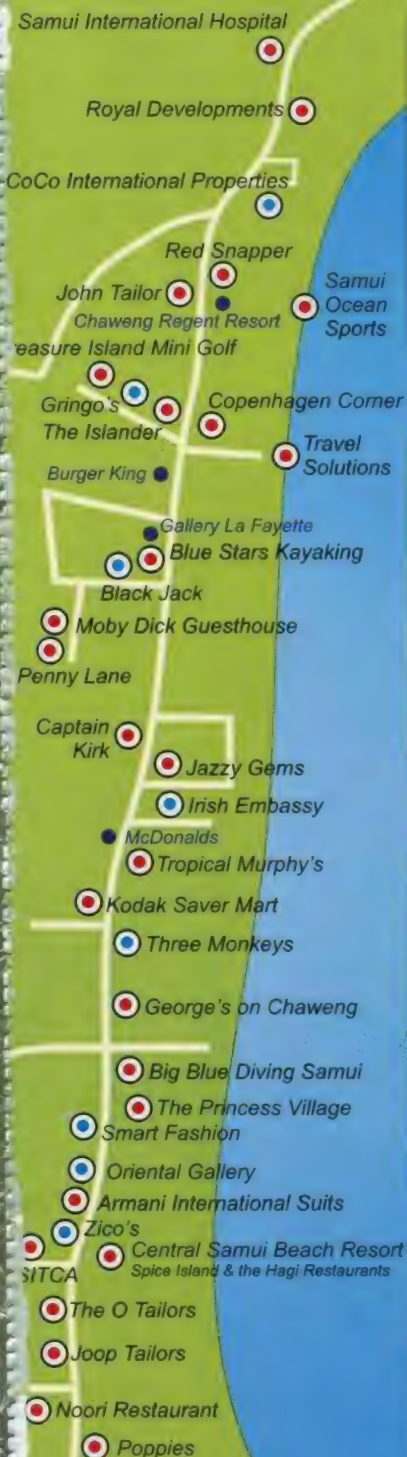 Samui International Hospital
Royal Developments
CoCo International Properties
Red Snapper
John Tailor
Samui
Ocean
Sports
Chaweng Regent Resort
easure Island Mini Golf
Gringo's
Copenhagen Corner
The Islander
Travel
Solutions
Burger King
Gallery La Fayette
Blue Stars Kayaking
Black Jack
Moby Dick Guesthouse
Penny Lane
Captain
Kirk
Jazzy Gems
Irish Embassy
McDonalds
Tropical Murphy's
Kodak Saver Mart
Three Monkeys
George's on Chaweng
Big Blue Diving Samui
The Princess Village
Smart Fashion
Oriental Gallery
Armani International Suits
Zico's
Central Samui Beach Resort
SITCA
Spice Island & the Hagi Restaurants
The O Tailors
Joop Tailors
Noori Restaurant
Poppies